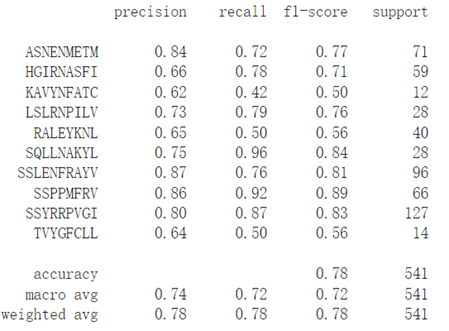 precision recall f1-score support
ASNENMETM 0.84 0.72 0.77 71
HGIRNASFI 0.66 0.78 0.71 59
KAVYNFATC 0.62 0.42 0.50 12
LSLRNPILV 0.73 0.79 0.76 28
RALEYKNL 0.65 0.50 0.56 40
SQLLNAKYL 0.75 0.96 0.84 28
SSLENFRAYV 0.87 0.76 0.81 96
SSPPMFRV 0.86 0.92 0.89 66
SSYRRPVGI 0.80 0.87 0.83 127
TVYGFCLL 0.64 0.50 0.56 14
accuracy 0.78 541
macro avg 0.74 0.72 0.72 541
weighted avg 0.78 0.78 0.78 541